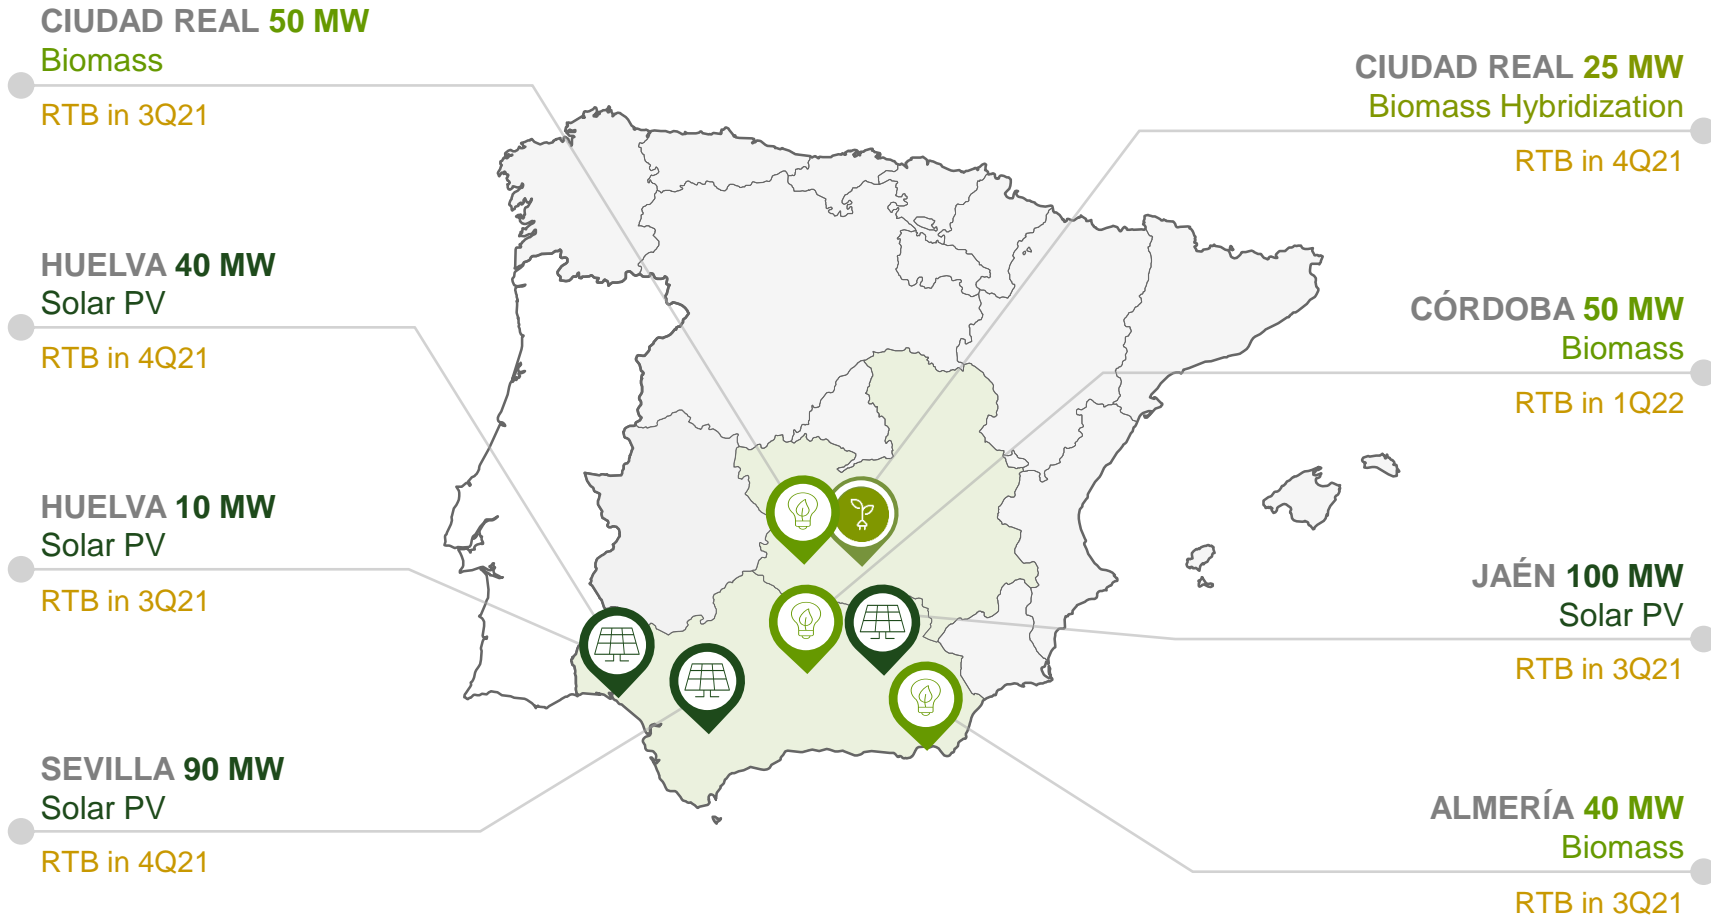 CIUDAD REAL 50 MW
Biomass
RTB in 3Q21
HUELVA 40 MW
Solar PV
RTB in 4Q21
HUELVA 10 MW
Solar PV
RTB in 3Q21
SEVILLA 90 MW
Solar PV
RTB in 4Q21
CIUDAD REAL 25 MW
Biomass Hybridization
RTB in 4Q21
CÓRDOBA 50 MW
Biomass
RTB in 1Q22
JAÉN 100 MW
Solar PV
RTB in 3Q21
ALMERÍA 40 MW
Biomass
RTB in 3Q21